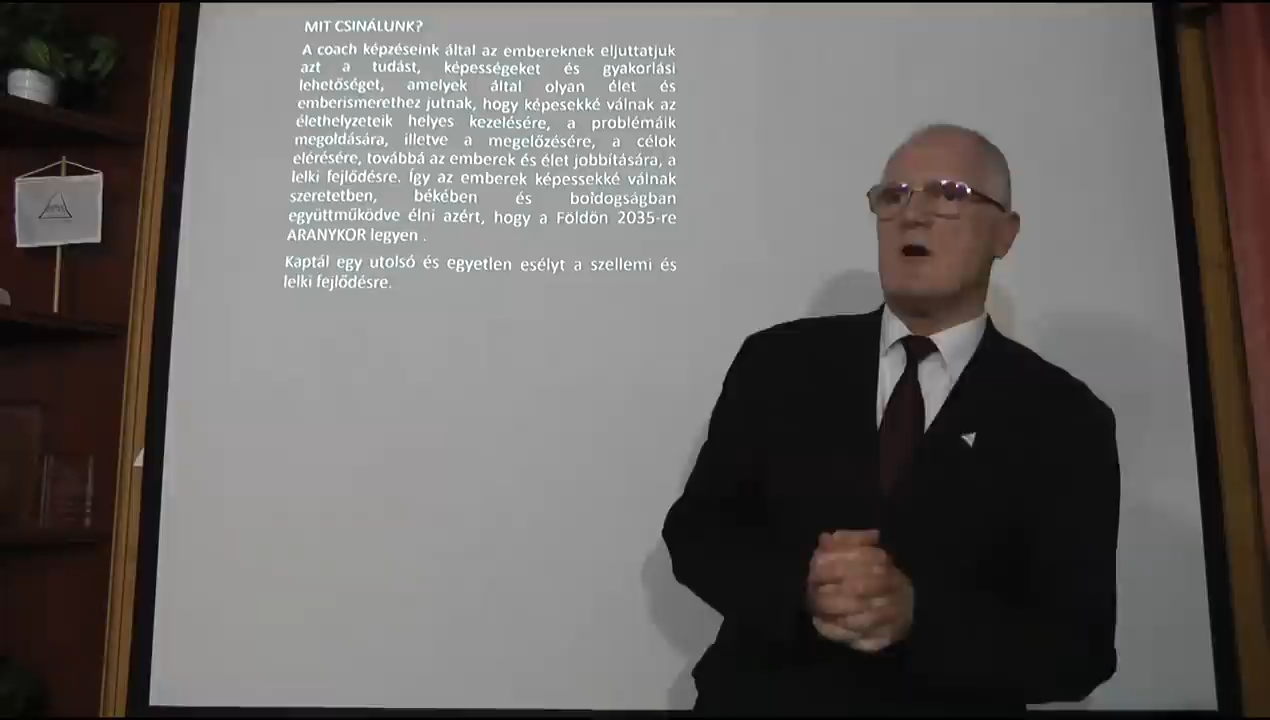 MIT CSINÁLUNK?
A coach képzéseink által az embereknek eljuttatjuk
azt a tudást, képességeket és gyakorlási
lehetőséget, amelyek által olyan élet és
emberismerethez jutnak, hogy képesekké válnak az
élethelyzeteik helyes kezelésére, a problémáik
megoldására, illetve a megelőzésére, a célok
elérésére, továbbá az emberek és élet jobbítására, a
lelki fejlődésre. Így az emberek képessekké válnak
szeretetben, békében és boldogságban
együttműködve élni azért, hogy a Földön 2035-re
ARANYKOR legyen .
Kaptál egy utolsó és egyetlen esélyt a szellemi és
lelki fejlődésre.